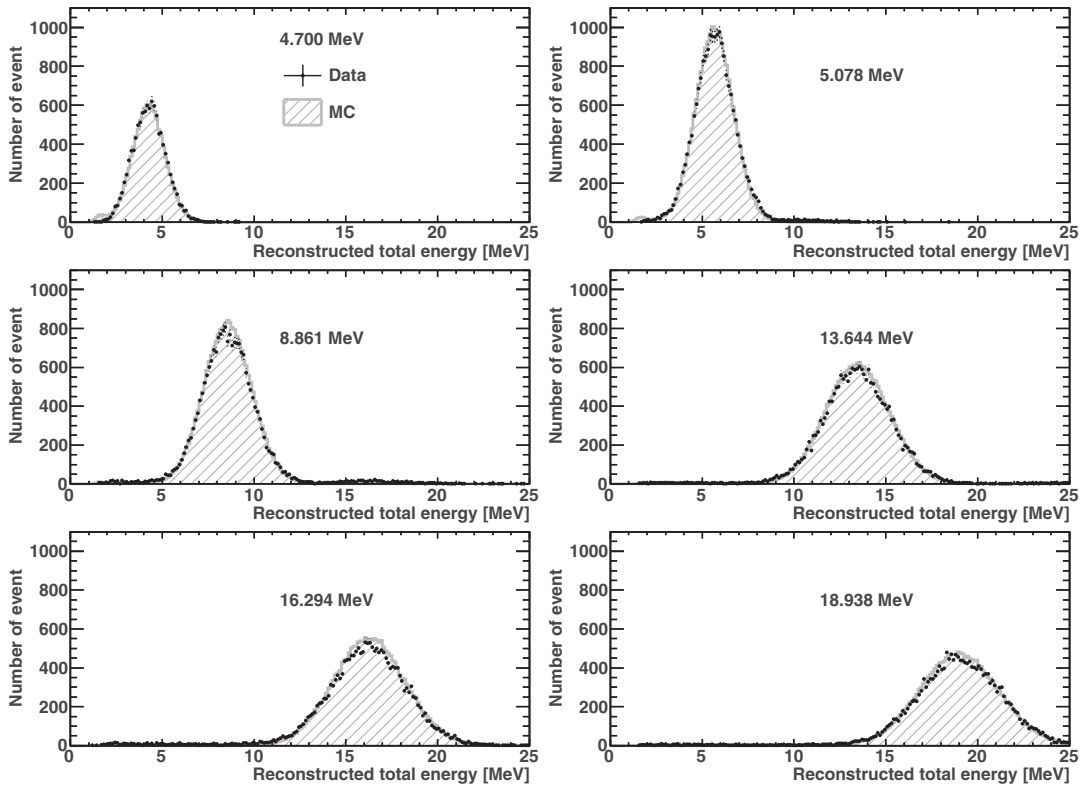 4.700 MeV
Data
MC
Number of event
1000
800
600
400
200
0
0 5 10 15 20 25
Reconstructed total energy [MeV]
5.078 MeV
Number of event
1000
800
600
400
200
0
0 5 10 15 20 25
Reconstructed total energy [MeV]
8.861 MeV
Number of event
1000
800
600
400
200
0
0 5 10 15 20 25
Reconstructed total energy [MeV]
13.644 MeV
Number of event
1000
800
600
400
200
0
0 5 10 15 20 25
Reconstructed total energy [MeV]
16.294 MeV
Number of event
1000
800
600
400
200
0
0 5 10 15 20 25
Reconstructed total energy [MeV]
18.938 MeV
Number of event
1000
800
600
400
200
0
0 5 10 15 20 25
Reconstructed total energy [MeV]